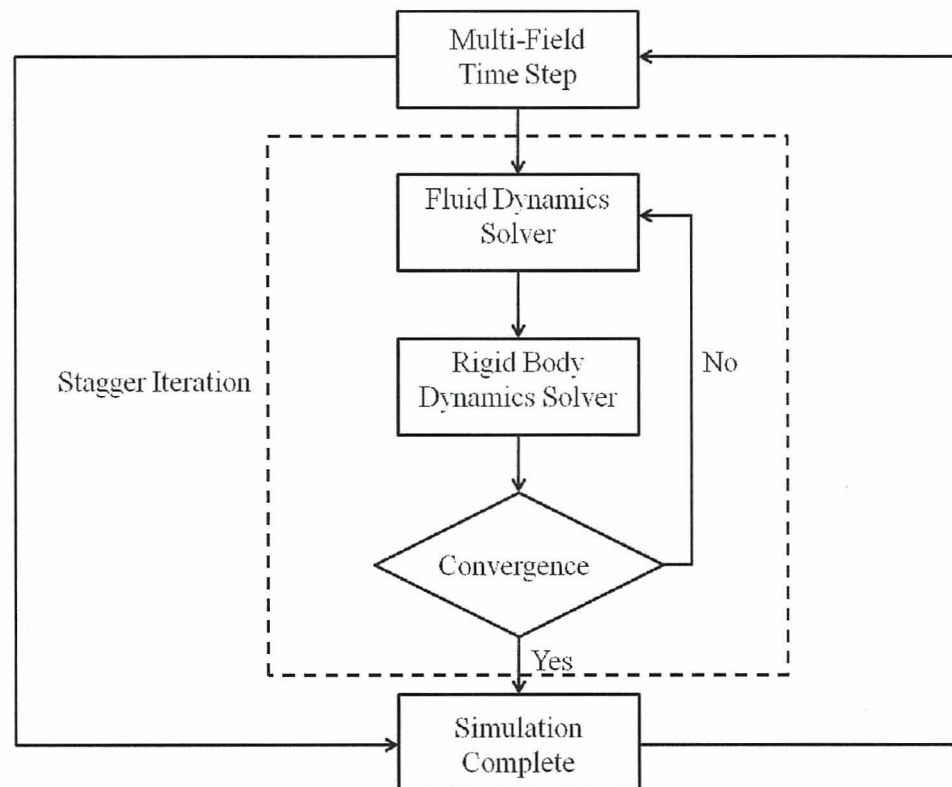 Multi-Field
Time Step
Fluid Dynamics
Solver
Stagger Iteration
Rigid Body
Dynamics Solver
No
Convergence
Yes
Simulation
Complete